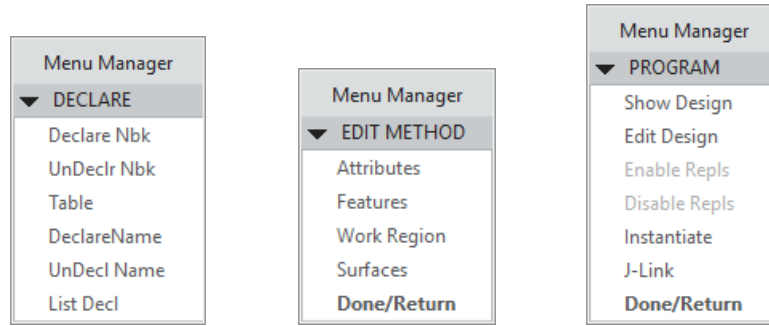 Menu Manager
DECLARE
Declare Nbk
UnDeclr Nbk
Table
DeclareName
UnDecl Name
List Decl
Menu Manager
EDIT METHOD
Attributes
Features
Work Region
Surfaces
Done/Return
Menu Manager
PROGRAM
Show Design
Edit Design
Enable Repls
Disable Repls
Instantiate
J-Link
Done/Return